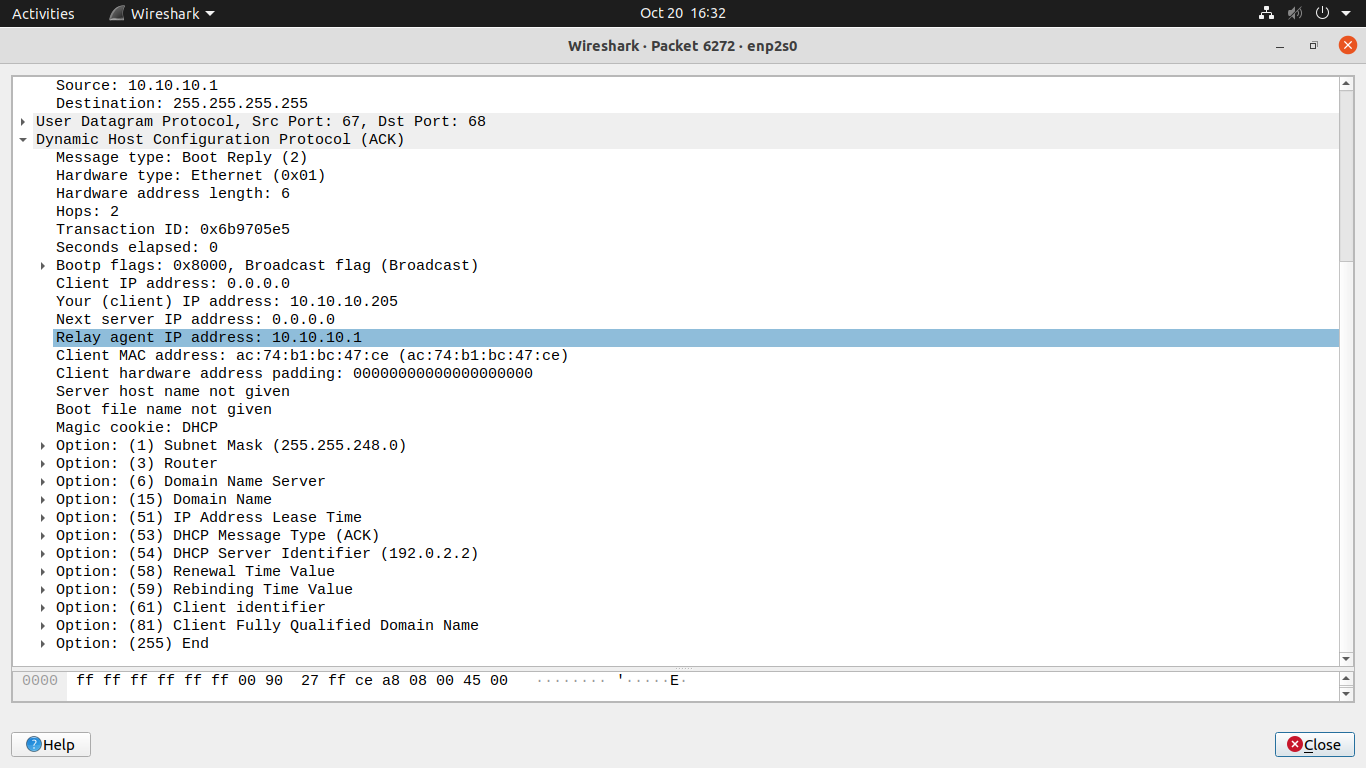 Activities Wireshark Oct 20 16:32
Wireshark · Packet 6272 · enp2s0
Source: 10.10.10.1
Destination: 255.255.255.255
User Datagram Protocol, Src Port: 67, Dst Port: 68
Dynamic Host Configuration Protocol (ACK)
Message type: Boot Reply (2)
Hardware type: Ethernet (0x01)
Hardware address length: 6
Hops: 2
Transaction ID: 0x6b9705e5
Seconds elapsed: 0
Bootp flags: 0x8000, Broadcast flag (Broadcast)
Client IP address: 0.0.0.0
Your (client) IP address: 10.10.10.205
Next server IP address: 0.0.0.0
Relay agent IP address: 10.10.10.1
Client MAC address: ac:74:b1:bc:47:ce (ac:74:b1:bc:47:ce)
Client hardware address padding: 00000000000000000000
Server host name not given
Boot file name not given
Magic cookie: DHCP
Option: (1) Subnet Mask (255.255.248.0)
Option: (3) Router
Option: (6) Domain Name Server
Option: (15) Domain Name
Option: (51) IP Address Lease Time
Option: (53) DHCP Message Type (ACK)
Option: (54) DHCP Server Identifier (192.0.2.2)
Option: (58) Renewal Time Value
Option: (59) Rebinding Time Value
Option: (61) Client identifier
Option: (81) Client Fully Qualified Domain Name
Option: (255) End
0000 ff ff ff ff ff ff 00 90 27 ff ce a8 08 00 45 00 ········ '·····E·
Help Close